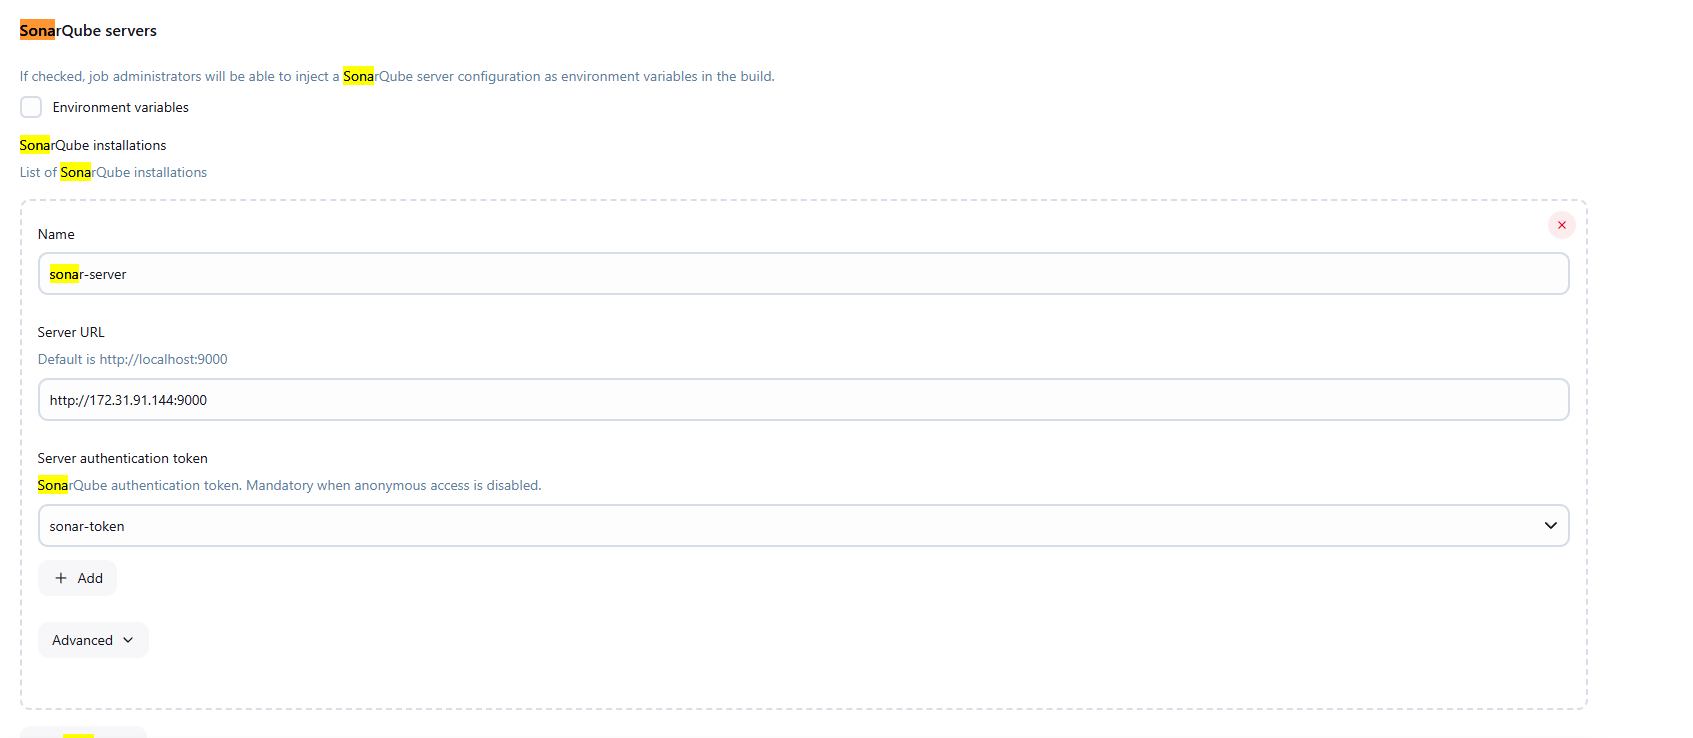 SonarQube servers
If checked, job administrators will be able to inject a SonarQube server configuration as environment variables in the build.
Environment variables
SonarQube installations
List of SonarQube installations
Name
sonar-server
Server URL
Default is http://localhost:9000
http://172.31.91.144:9000
Server authentication token
SonarQube authentication token. Mandatory when anonymous access is disabled.
sonar-token
Add
Advanced